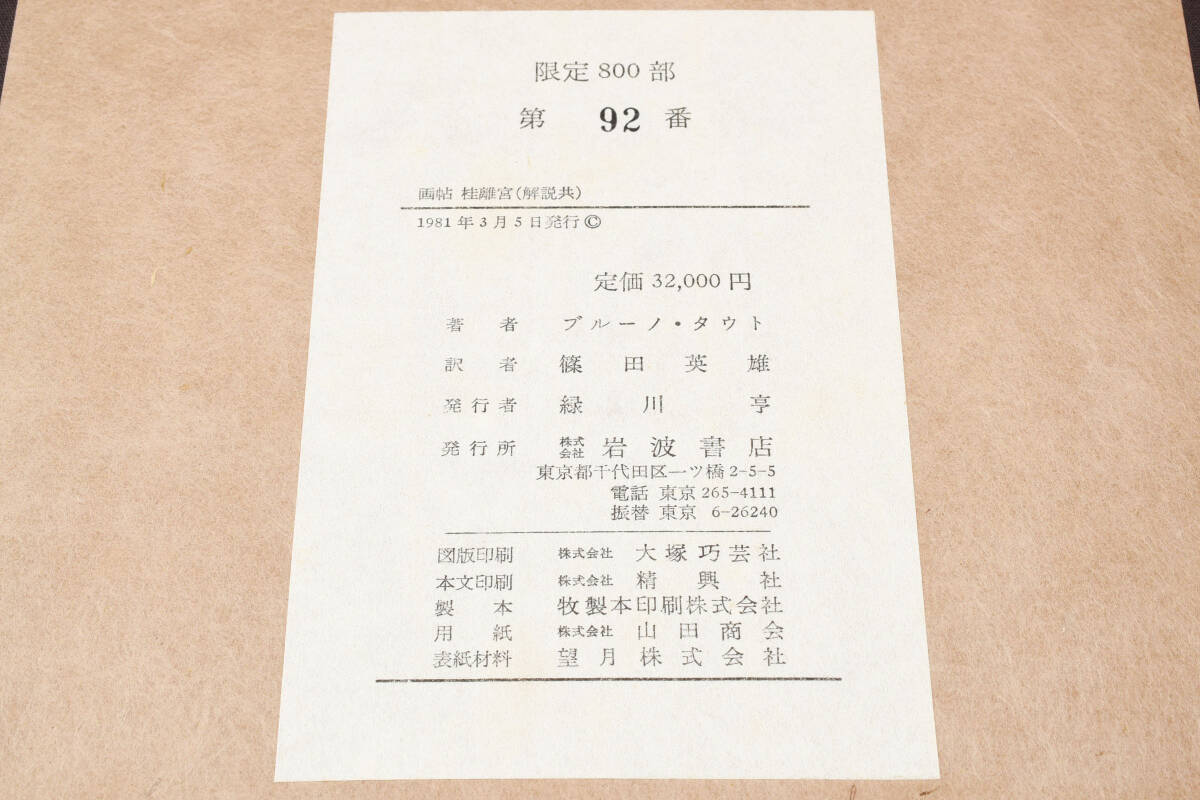 限定 800 部
第 92 番
画帖 桂離宮(解説共)
1981 年 3 月 5 日発行 ©
定価 32,000 円
著者 ブルーノ・タウト
訳者 篠田英雄
発行者 緑川亨
発行所 株式会社 岩波書店
東京都千代田区一ツ橋 2-5-5
電話 東京 265-4111
振替 東京 6-26240
図版印刷 株式会社 大塚巧芸社
本文印刷 株式会社 精興社
製本 牧製本印刷株式会社
用紙 株式会社 山田商会
表紙材料 望月株式会社